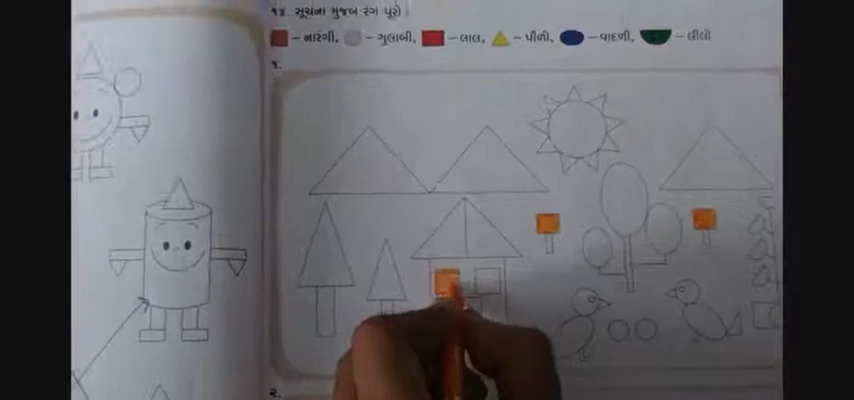 ૧૪. સૂચના મુજબ રંગ પૂરો :
– નારંગી, – ગુલાબી, – લાલ, – પીળો, – વાદળી, – લીલો
૧.
૨.